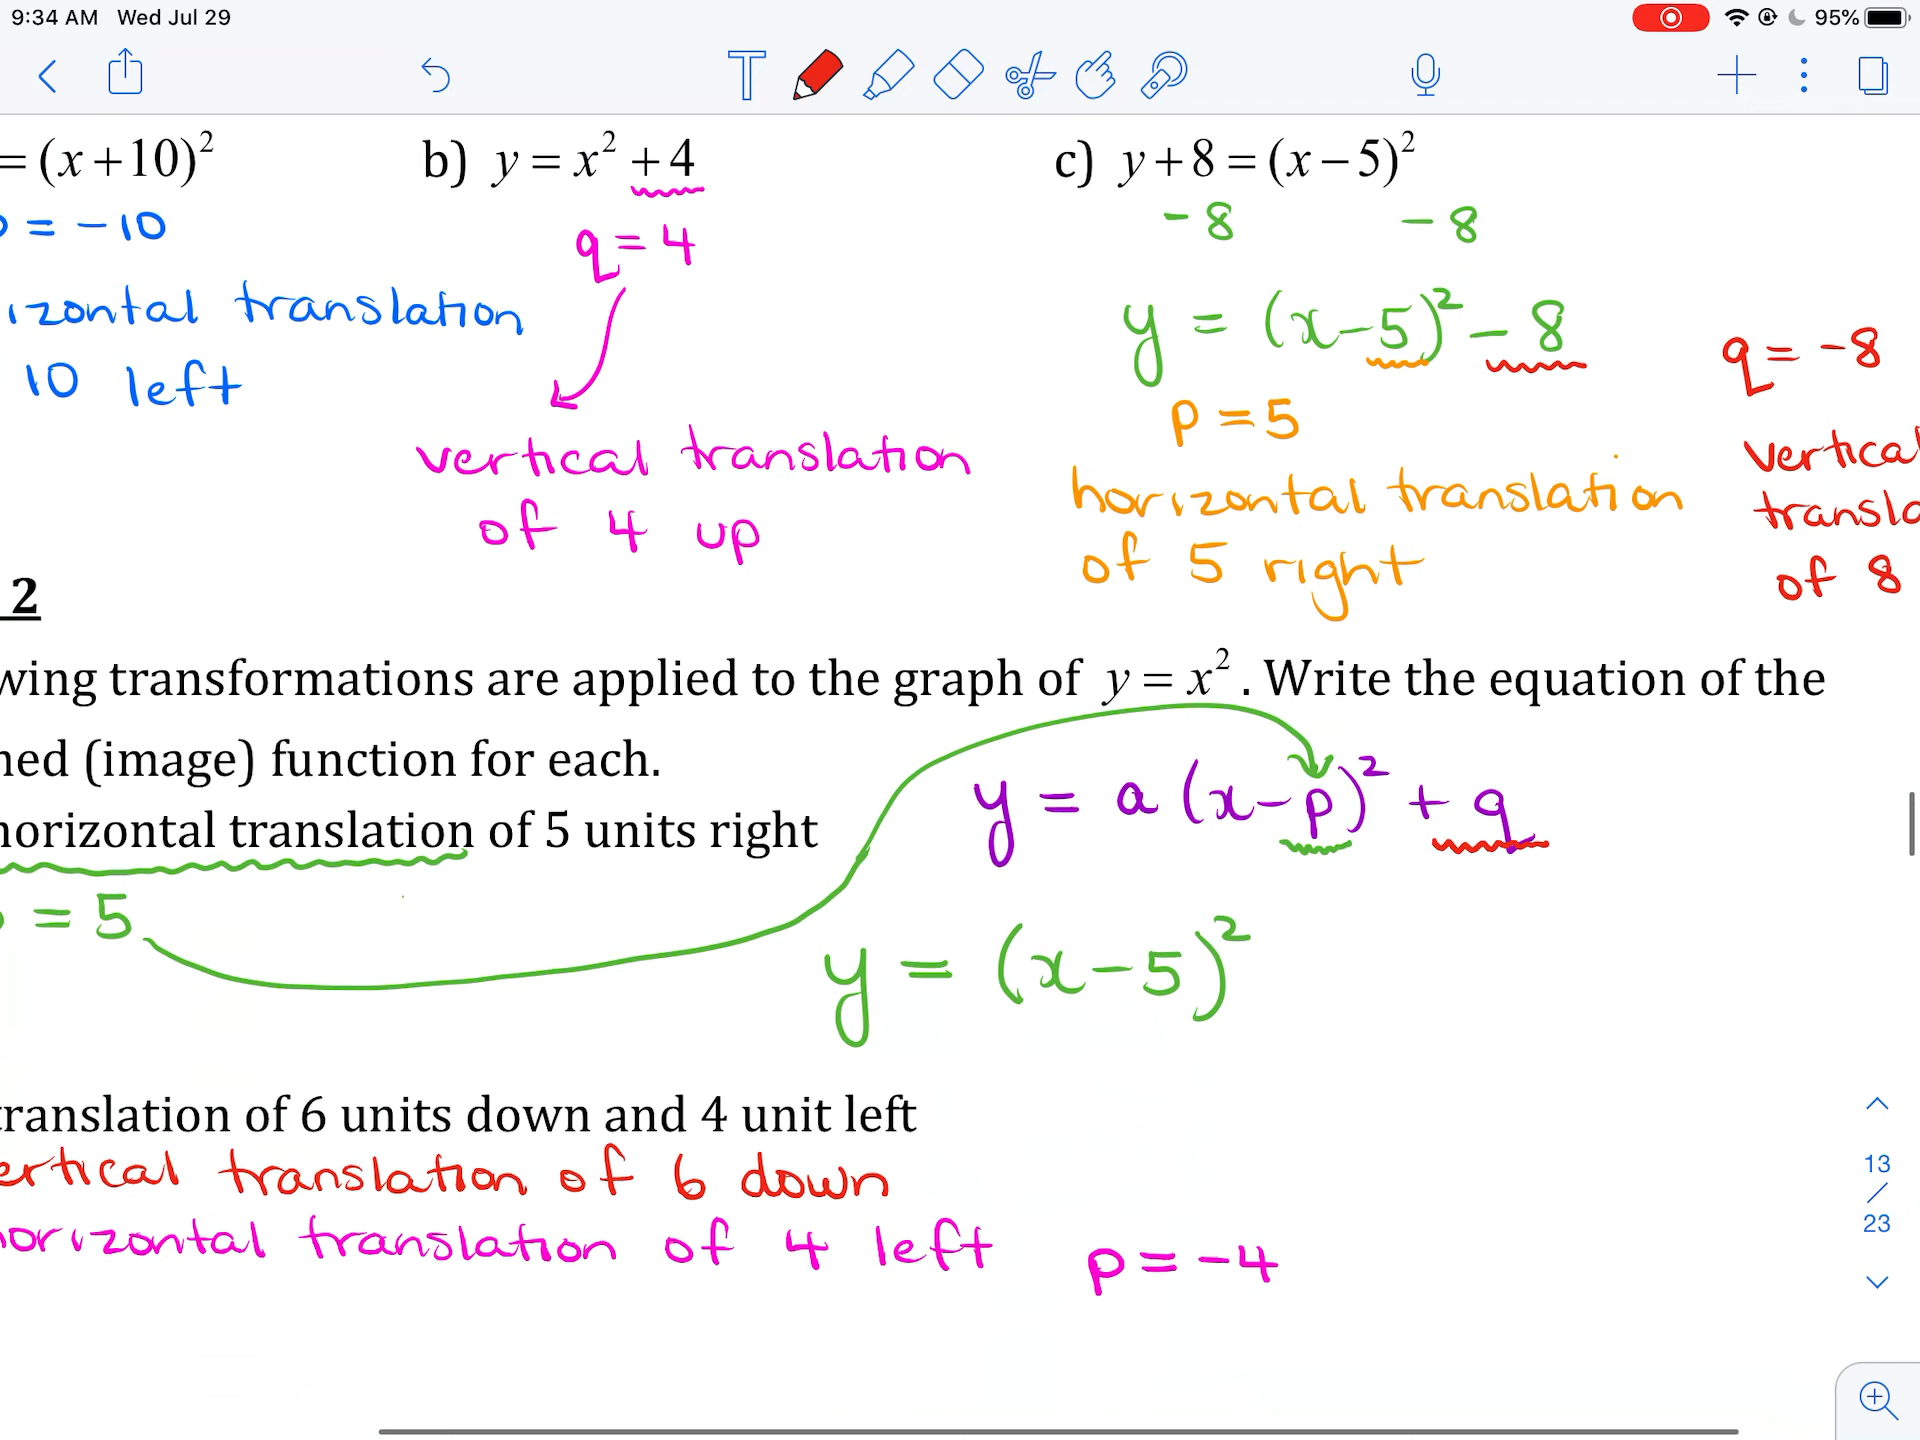 9:34 AM Wed Jul 29
95%
= (x+10)²
b) y = x² + 4
c) y + 8 = (x − 5)²
= −10
− 8 − 8
q = 4
izontal translation
y = (x−5)² − 8
q = −8
10 left
p = 5
vertical translation
vertical
horizontal translation
of 4 up
of 5 right
of 8
2
wing transformations are applied to the graph of y = x². Write the equation of the
ned (image) function for each.
y = a(x−p)² + q
horizontal translation of 5 units right
= 5
y = (x−5)²
translation of 6 units down and 4 unit left
ertical translation of 6 down
horizontal translation of 4 left
p = −4
13
/
23